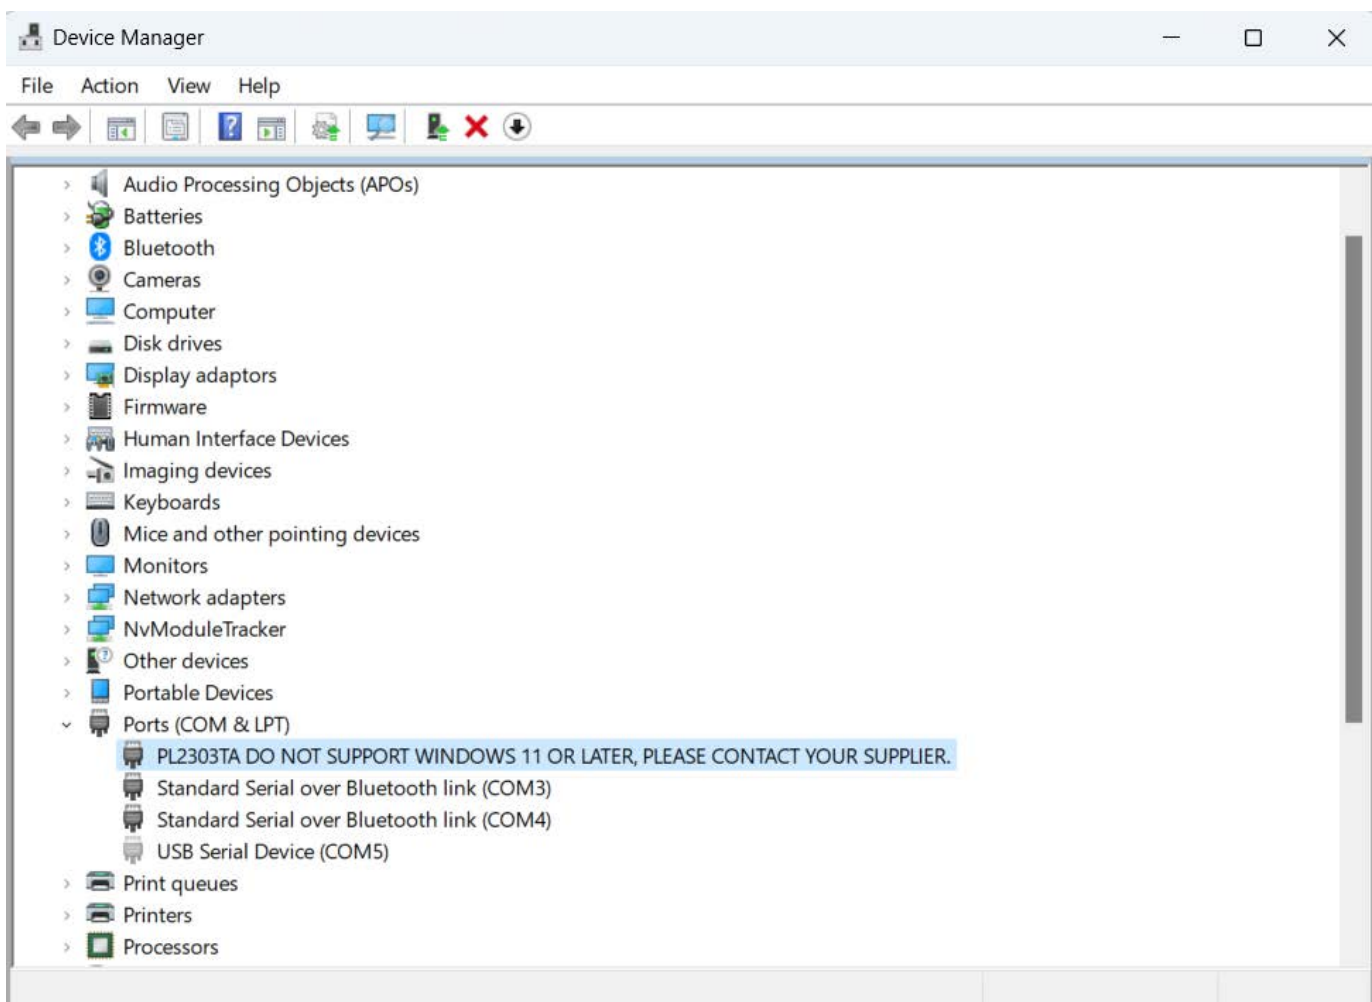 Device Manager
File Action View Help
Audio Processing Objects (APOs)
Batteries
Bluetooth
Cameras
Computer
Disk drives
Display adaptors
Firmware
Human Interface Devices
Imaging devices
Keyboards
Mice and other pointing devices
Monitors
Network adapters
NvModuleTracker
Other devices
Portable Devices
Ports (COM & LPT)
PL2303TA DO NOT SUPPORT WINDOWS 11 OR LATER, PLEASE CONTACT YOUR SUPPLIER.
Standard Serial over Bluetooth link (COM3)
Standard Serial over Bluetooth link (COM4)
USB Serial Device (COM5)
Print queues
Printers
Processors